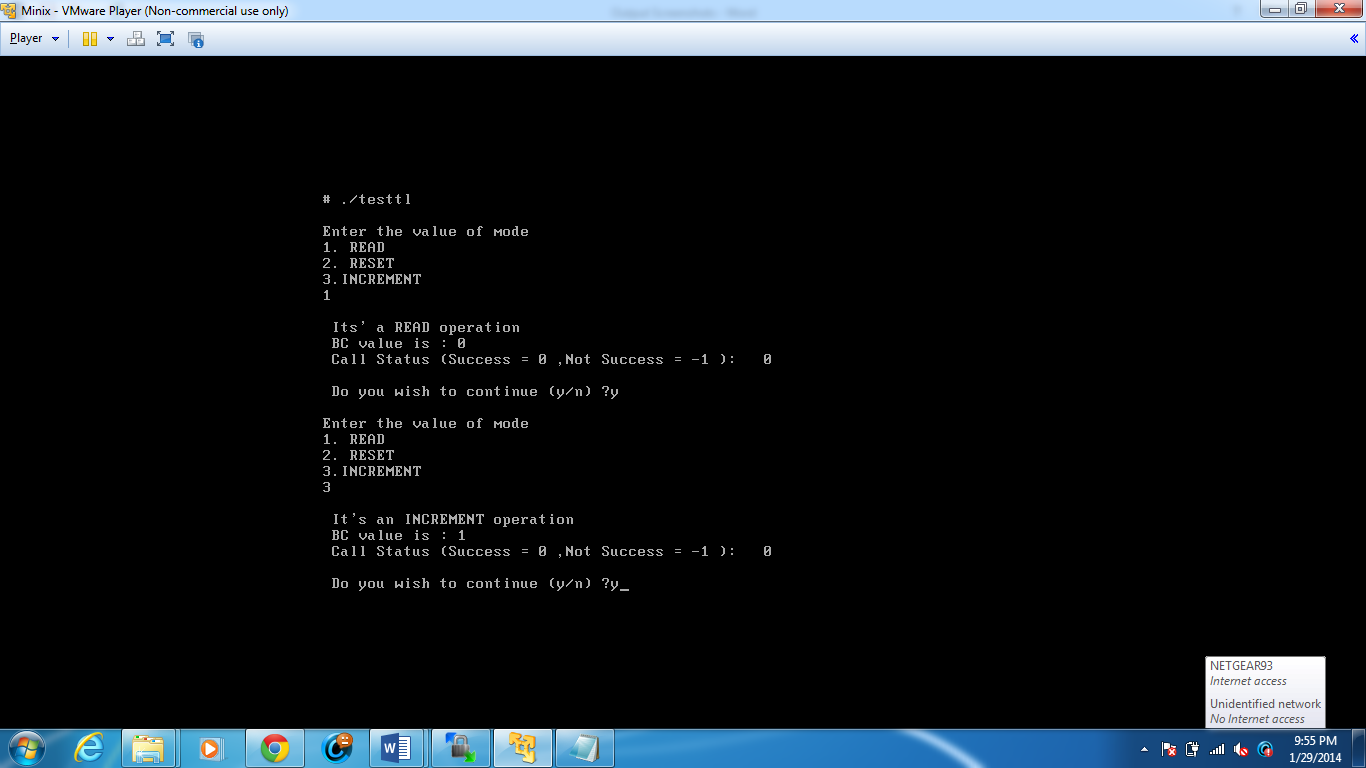 Minix - VMware Player (Non-commercial use only)
Player
# ./testtl
Enter the value of mode
1. READ
2. RESET
3.INCREMENT
1
Its' a READ operation
BC value is : 0
Call Status (Success = 0 ,Not Success = -1 ):   0
Do you wish to continue (y/n) ?y
Enter the value of mode
1. READ
2. RESET
3.INCREMENT
3
It's an INCREMENT operation
BC value is : 1
Call Status (Success = 0 ,Not Success = -1 ):   0
Do you wish to continue (y/n) ?y_
NETGEAR93
Internet access
Unidentified network
No Internet access
9:55 PM
1/29/2014